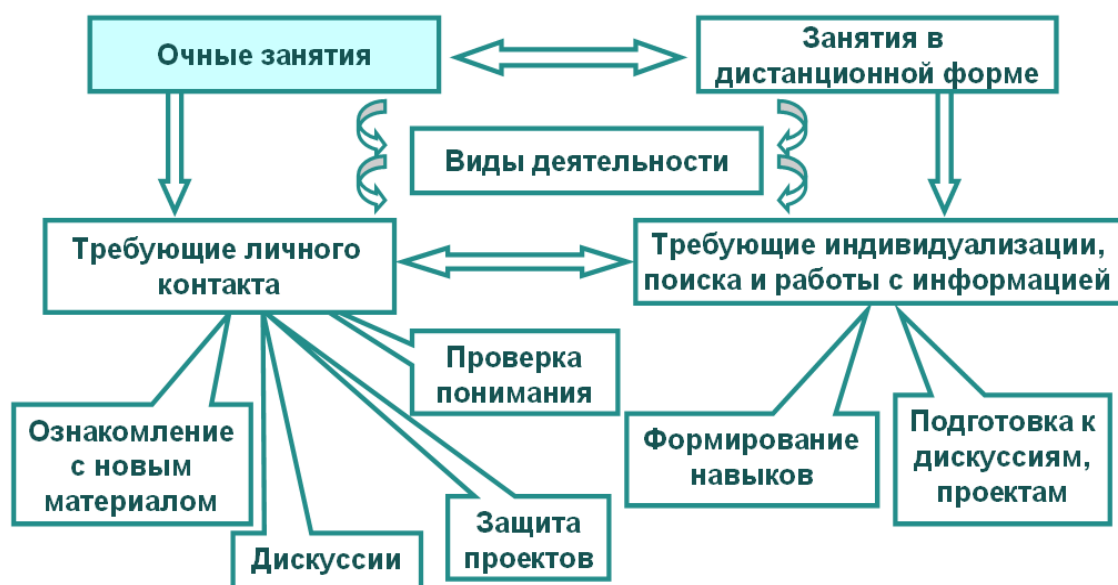 Очные занятия
Занятия в
дистанционной форме
Виды деятельности
Требующие личного
контакта
Требующие индивидуализации,
поиска и работы с информацией
Проверка
понимания
Ознакомление
с новым
материалом
Дискуссии
Защита
проектов
Формирование
навыков
Подготовка к
дискуссиям,
проектам